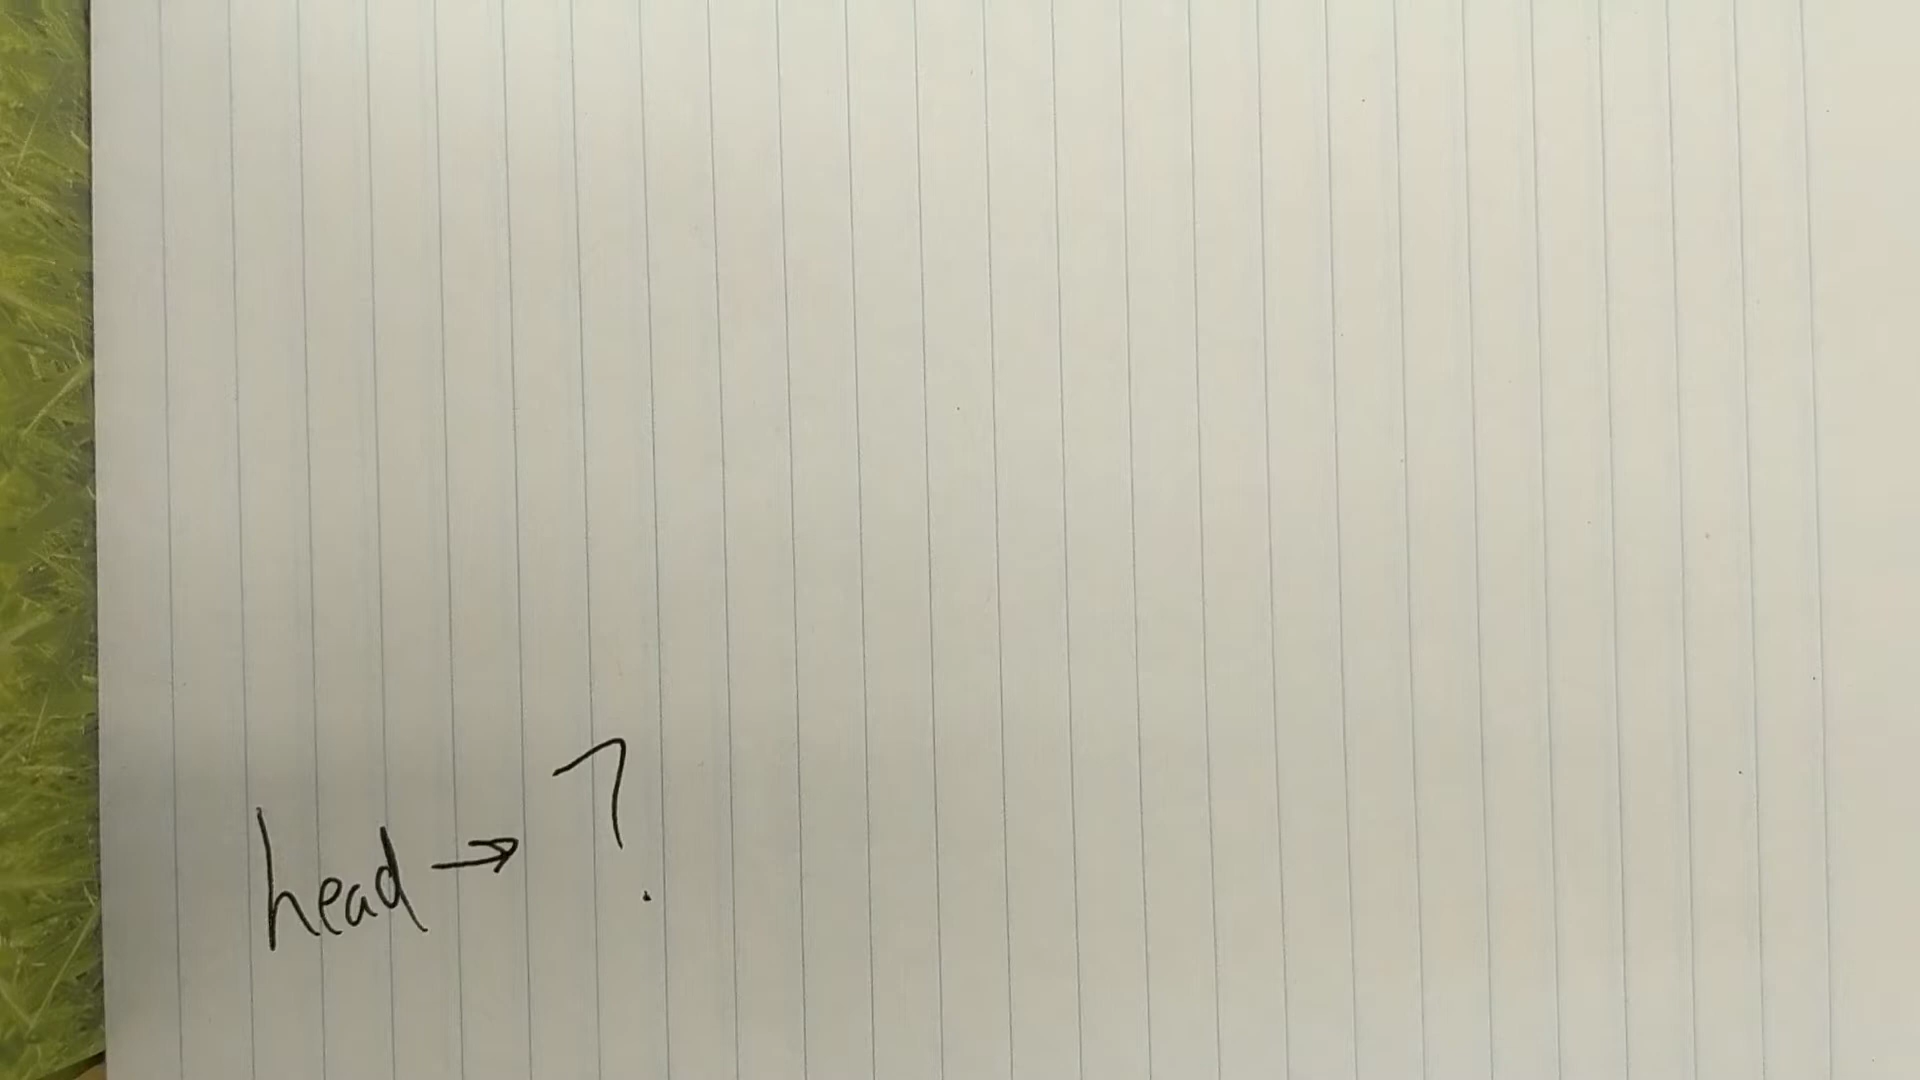 head → ?